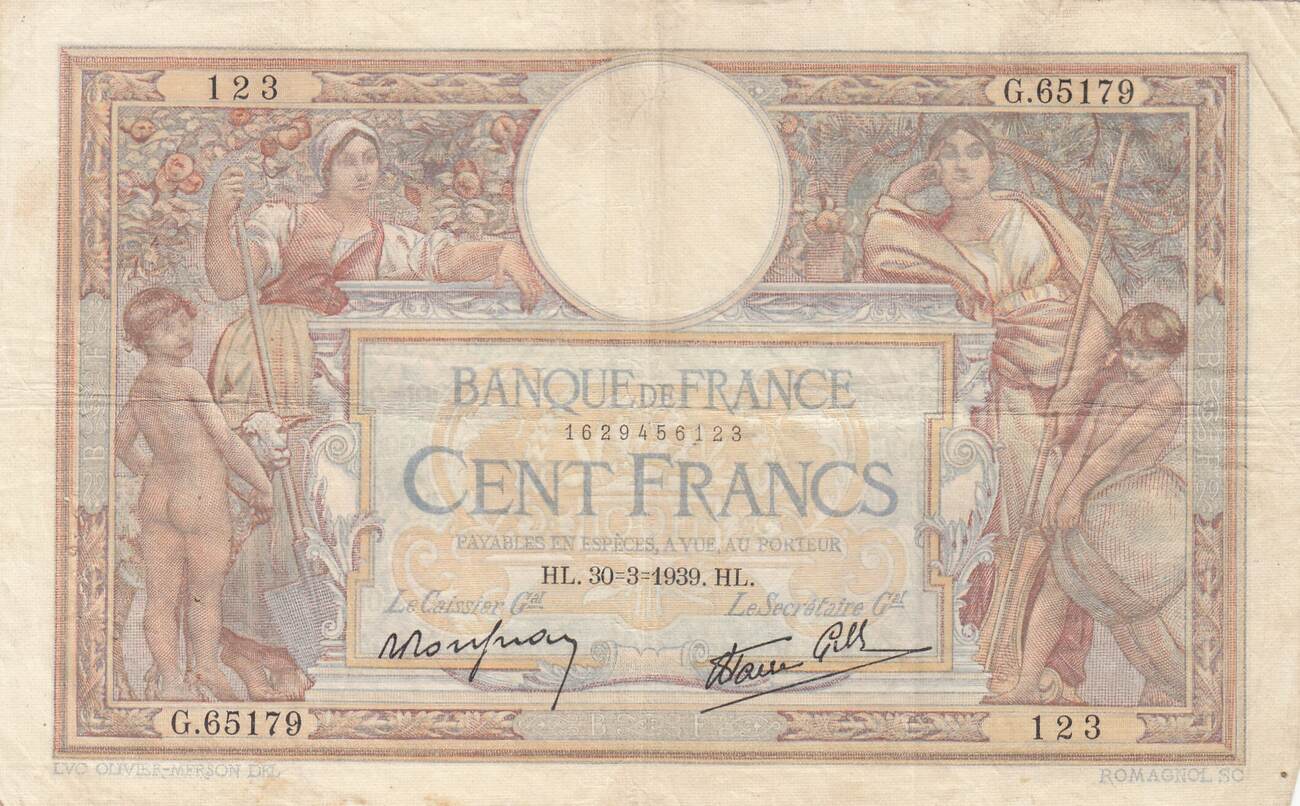 123
G.65179
BANQUE DE FRANCE
1629456123
CENT FRANCS
PAYABLES EN ESPÈCES, A VUE, AU PORTEUR
HL. 30=3=1939. HL.
Le Caissier Gal
Le Secrétaire Gal
G.65179
123
LVC OLIVIER-MERSON DEL
ROMAGNOL SC